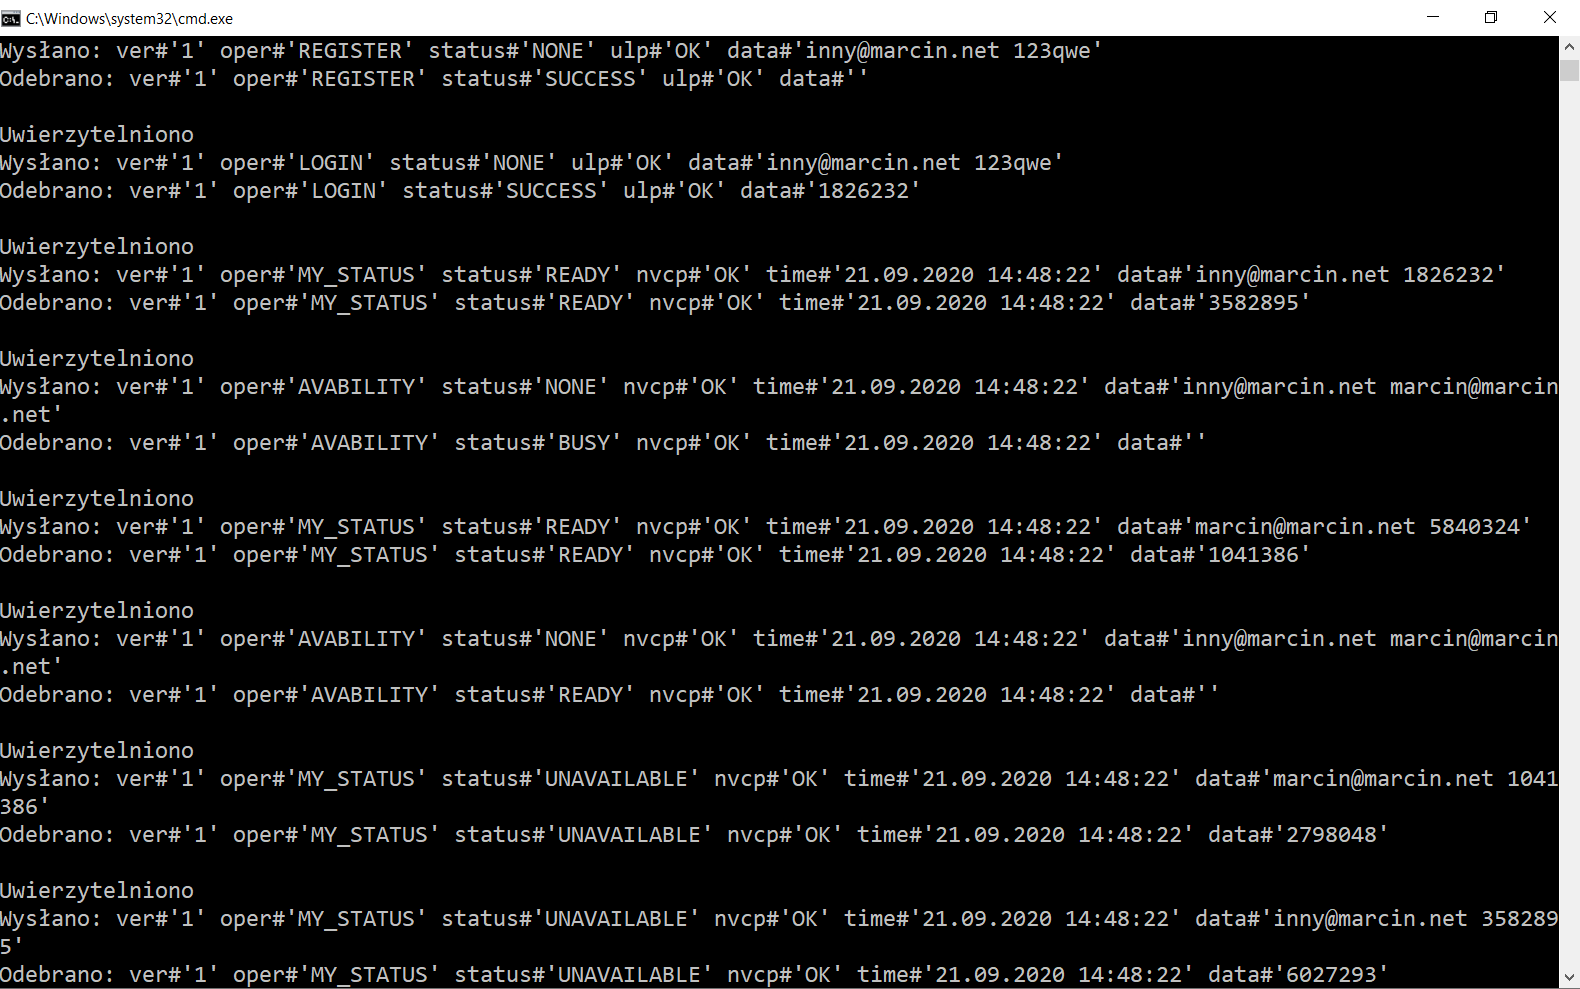 C:\Windows\system32\cmd.exe
Wysłano: ver#'1' oper#'REGISTER' status#'NONE' ulp#'OK' data#'inny@marcin.net 123qwe'
Odebrano: ver#'1' oper#'REGISTER' status#'SUCCESS' ulp#'OK' data#''
Uwierzytelniono
Wysłano: ver#'1' oper#'LOGIN' status#'NONE' ulp#'OK' data#'inny@marcin.net 123qwe'
Odebrano: ver#'1' oper#'LOGIN' status#'SUCCESS' ulp#'OK' data#'1826232'
Uwierzytelniono
Wysłano: ver#'1' oper#'MY_STATUS' status#'READY' nvcp#'OK' time#'21.09.2020 14:48:22' data#'inny@marcin.net 1826232'
Odebrano: ver#'1' oper#'MY_STATUS' status#'READY' nvcp#'OK' time#'21.09.2020 14:48:22' data#'3582895'
Uwierzytelniono
Wysłano: ver#'1' oper#'AVABILITY' status#'NONE' nvcp#'OK' time#'21.09.2020 14:48:22' data#'inny@marcin.net marcin@marcin
.net'
Odebrano: ver#'1' oper#'AVABILITY' status#'BUSY' nvcp#'OK' time#'21.09.2020 14:48:22' data#''
Uwierzytelniono
Wysłano: ver#'1' oper#'MY_STATUS' status#'READY' nvcp#'OK' time#'21.09.2020 14:48:22' data#'marcin@marcin.net 5840324'
Odebrano: ver#'1' oper#'MY_STATUS' status#'READY' nvcp#'OK' time#'21.09.2020 14:48:22' data#'1041386'
Uwierzytelniono
Wysłano: ver#'1' oper#'AVABILITY' status#'NONE' nvcp#'OK' time#'21.09.2020 14:48:22' data#'inny@marcin.net marcin@marcin
.net'
Odebrano: ver#'1' oper#'AVABILITY' status#'READY' nvcp#'OK' time#'21.09.2020 14:48:22' data#''
Uwierzytelniono
Wysłano: ver#'1' oper#'MY_STATUS' status#'UNAVAILABLE' nvcp#'OK' time#'21.09.2020 14:48:22' data#'marcin@marcin.net 1041
386'
Odebrano: ver#'1' oper#'MY_STATUS' status#'UNAVAILABLE' nvcp#'OK' time#'21.09.2020 14:48:22' data#'2798048'
Uwierzytelniono
Wysłano: ver#'1' oper#'MY_STATUS' status#'UNAVAILABLE' nvcp#'OK' time#'21.09.2020 14:48:22' data#'inny@marcin.net 358289
5'
Odebrano: ver#'1' oper#'MY_STATUS' status#'UNAVAILABLE' nvcp#'OK' time#'21.09.2020 14:48:22' data#'6027293'